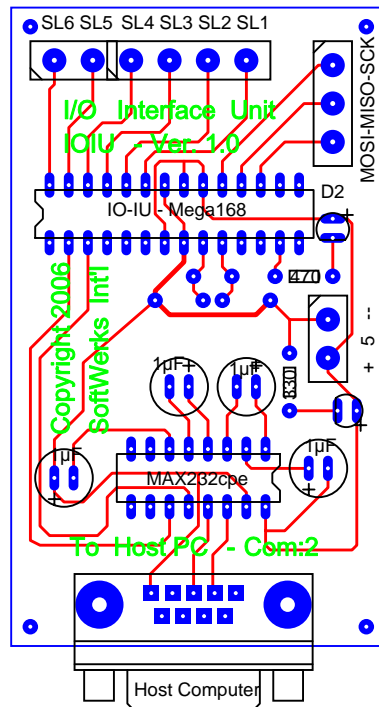 SL6 SL5 SL4 SL3 SL2 SL1
I/O Interface Unit
IOIU - Ver. 1.0
MOSI-MISO-SCK
IO-IU - Mega168
D2
+
470
Copyright 2006
SoftWerks Int'l
+ 5 --
1µF+
1µF
+
330
1µF
+
1µF
+
+
MAX232cpe
To Host PC - Com:2
Host Computer